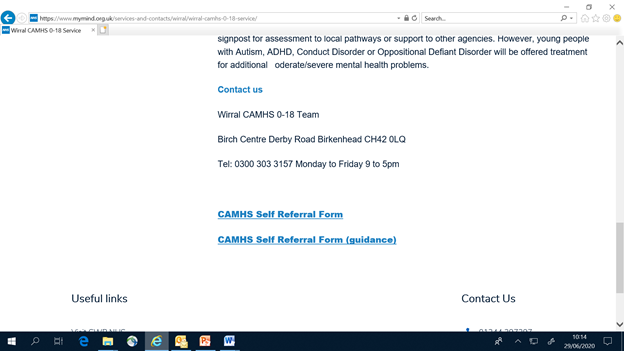 https://www.mymind.org.uk/services-and-contacts/wirral/wirral-camhs-0-18-service/
Search...
Wirral CAMHS 0-18 Service
signpost for assessment to local pathways or support to other agencies. However, young people
with Autism, ADHD, Conduct Disorder or Oppositional Defiant Disorder will be offered treatment
for additional oderate/severe mental health problems.
Contact us
Wirral CAMHS 0-18 Team
Birch Centre Derby Road Birkenhead CH42 0LQ
Tel: 0300 303 3157 Monday to Friday 9 to 5pm
CAMHS Self Referral Form
CAMHS Self Referral Form (guidance)
Useful links
Contact Us
10:14
29/06/2020